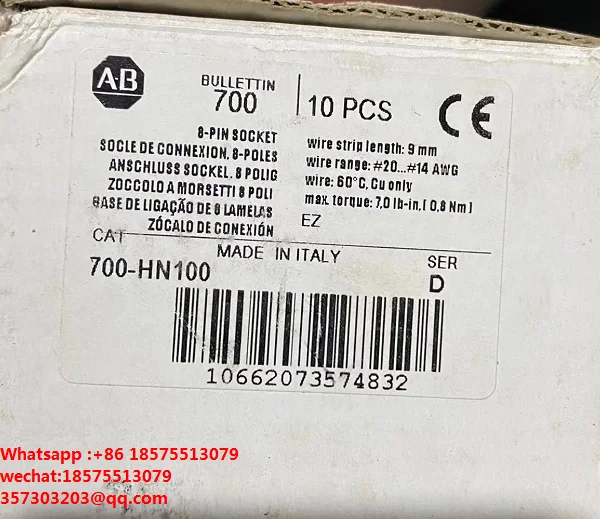 A-B
BULLETTIN
700
10 PCS
CE
8-PIN SOCKET
SOCLE DE CONNEXION, 8-POLES
ANSCHLUSS SOCKEL, 8 POLIG
ZOCCOLO A MORSETTI 8 POLI
BASE DE LIGAÇÃO DE 8 LAMELAS
ZÓCALO DE CONEXIÓN
wire strip length: 9 mm
wire range: #20...#14 AWG
wire: 60°C, Cu only
max. torque: 7,0 lb-in, [ 0,8 Nm ]
EZ
CAT
MADE IN ITALY
SER
700-HN100
D
10662073574832
Whatsapp :+86 18575513079
wechat:18575513079
357303203@qq.com